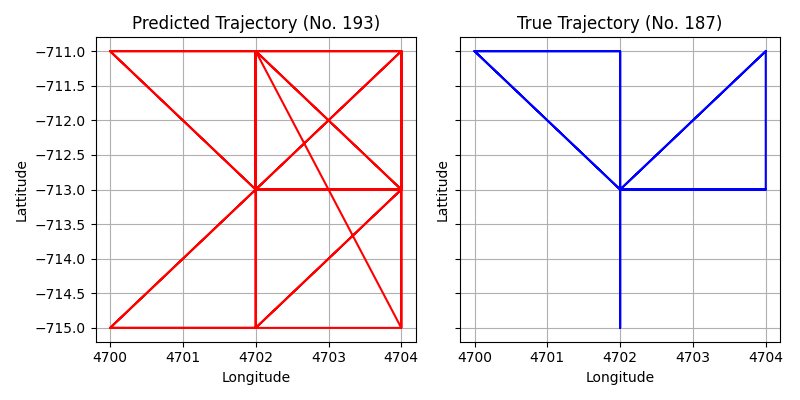 Predicted Trajectory (No. 193)
−711.0
−711.5
−712.0
−712.5
−713.0
−713.5
−714.0
−714.5
−715.0
Lattitude
4700 4701 4702 4703 4704
Longitude
True Trajectory (No. 187)
Lattitude
4700 4701 4702 4703 4704
Longitude